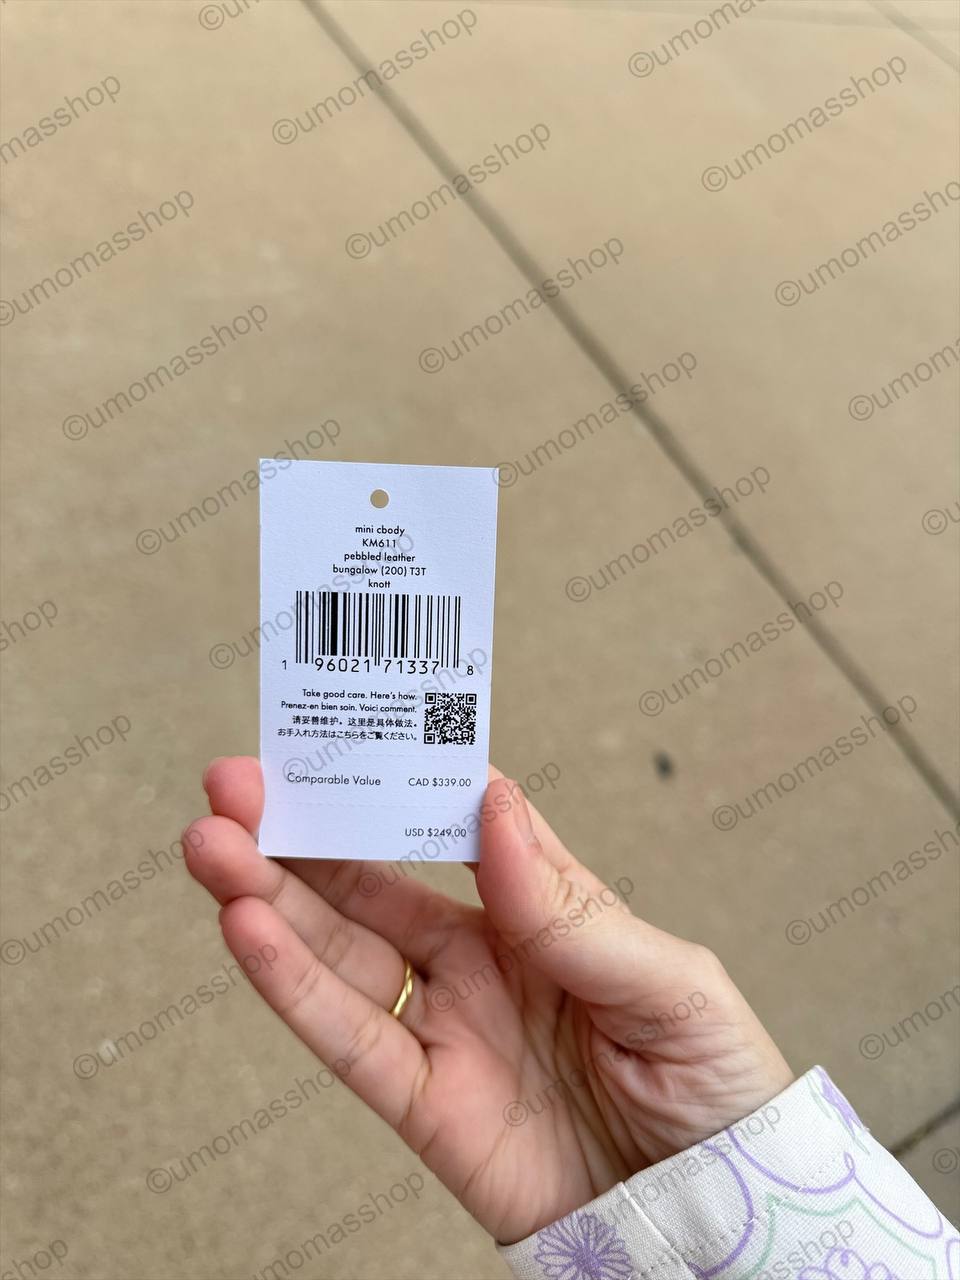 mini cbody
KM611
pebbled leather
bungalow (200) T3T
knott
1 96021 71337 8
Take good care. Here's how.
Prenez-en bien soin. Voici comment.
请妥善维护。这里是具体做法。
お手入れ方法はこちらをご覧ください。
Comparable Value CAD $339.00
USD $249.00
©umomasshop